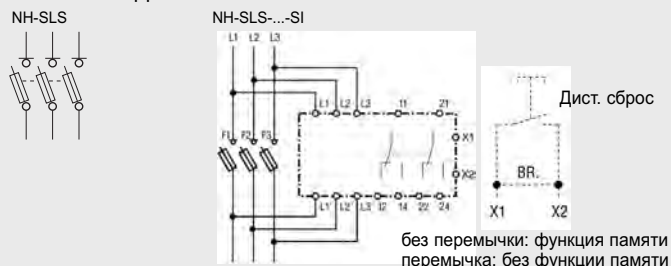 NH-SLS
NH-SLS-...-SI
L1 L2 L3
L1 L2 L3 11 21
F1 F2 F3
X1
X2
L1' L2' L3' 12 14 22 24
Дист. сброс
BR.
X1 X2
без перемычки: функция памяти
перемычка: без функции памяти